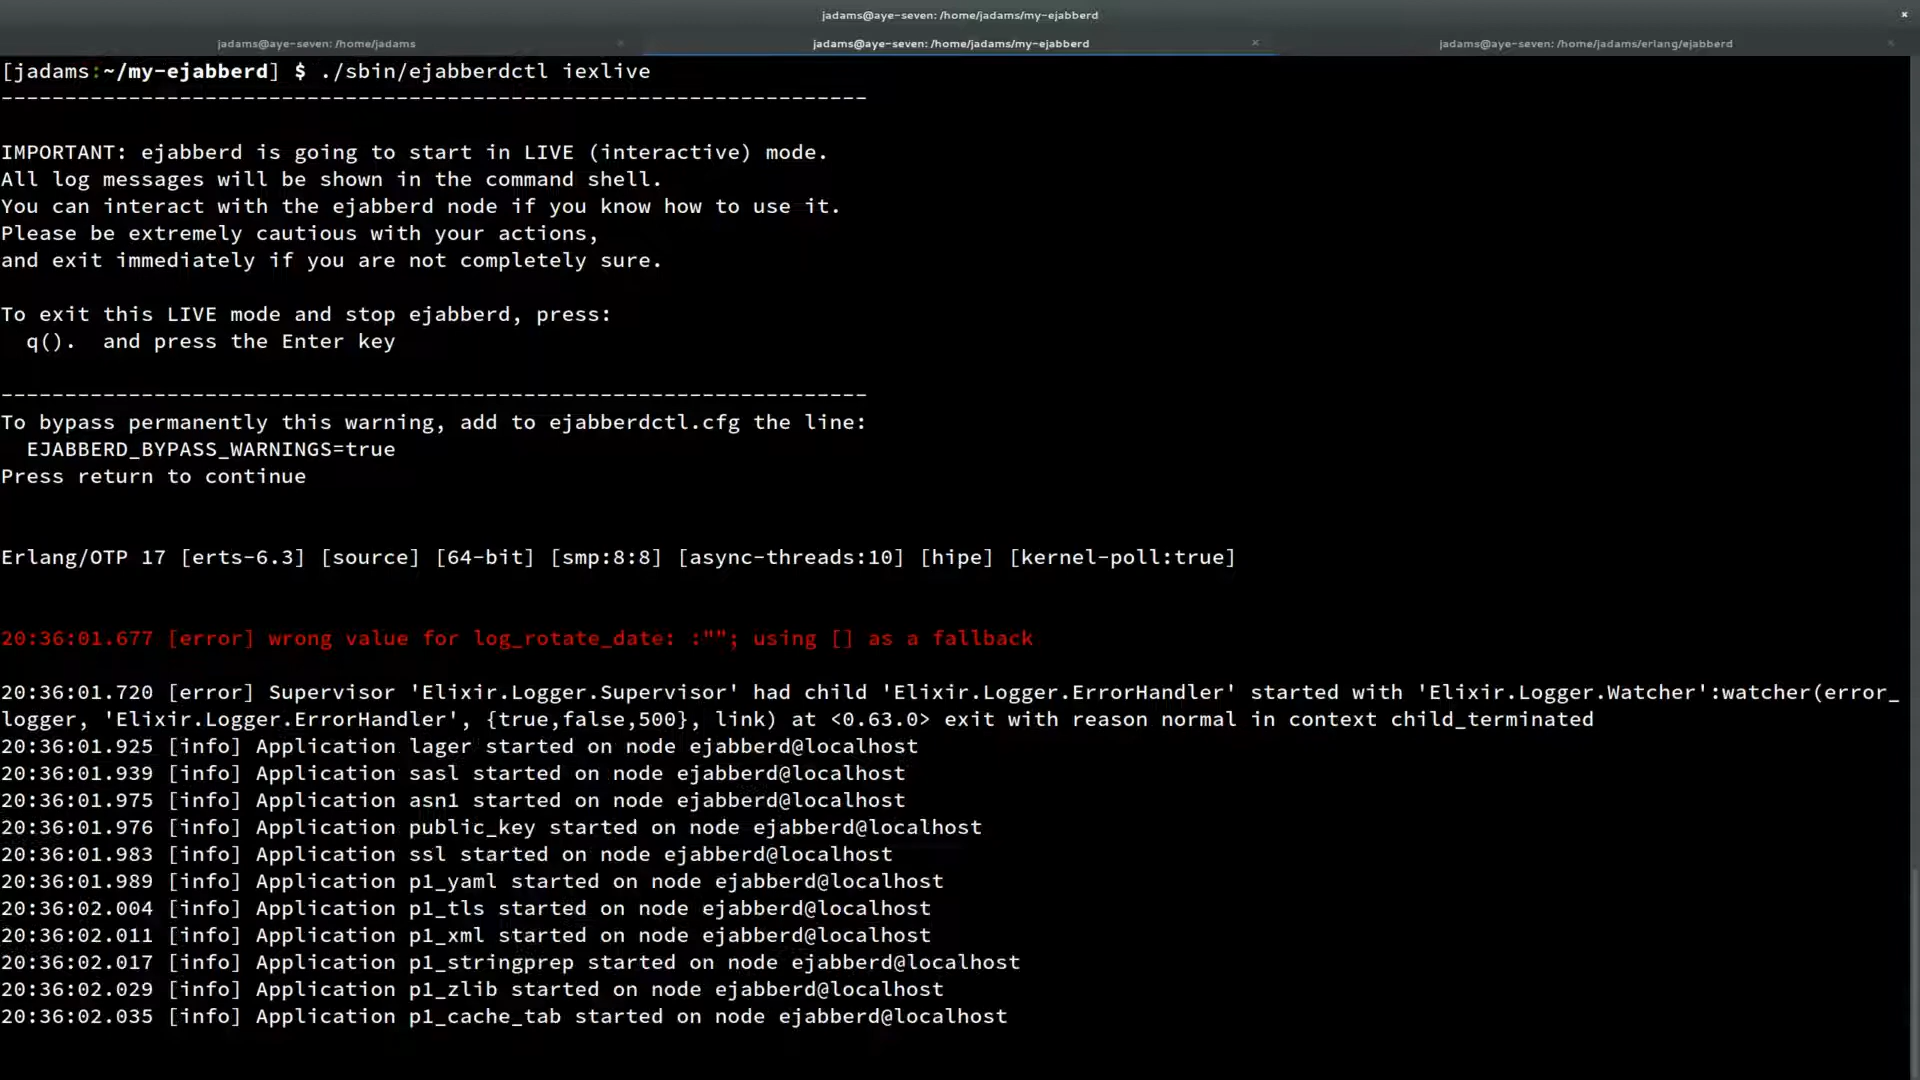 jadams@aye-seven: /home/jadams/my-ejabberd
jadams@aye-seven: /home/jadams
jadams@aye-seven: /home/jadams/my-ejabberd
jadams@aye-seven: /home/jadams/erlang/ejabberd
[jadams:~/my-ejabberd] $ ./sbin/ejabberdctl iexlive
--------------------------------------------------------------------
IMPORTANT: ejabberd is going to start in LIVE (interactive) mode.
All log messages will be shown in the command shell.
You can interact with the ejabberd node if you know how to use it.
Please be extremely cautious with your actions,
and exit immediately if you are not completely sure.
To exit this LIVE mode and stop ejabberd, press:
  q().  and press the Enter key
--------------------------------------------------------------------
To bypass permanently this warning, add to ejabberdctl.cfg the line:
  EJABBERD_BYPASS_WARNINGS=true
Press return to continue
Erlang/OTP 17 [erts-6.3] [source] [64-bit] [smp:8:8] [async-threads:10] [hipe] [kernel-poll:true]
20:36:01.677 [error] wrong value for log_rotate_date: :""; using [] as a fallback
20:36:01.720 [error] Supervisor 'Elixir.Logger.Supervisor' had child 'Elixir.Logger.ErrorHandler' started with 'Elixir.Logger.Watcher':watcher(error_
logger, 'Elixir.Logger.ErrorHandler', {true,false,500}, link) at <0.63.0> exit with reason normal in context child_terminated
20:36:01.925 [info] Application lager started on node ejabberd@localhost
20:36:01.939 [info] Application sasl started on node ejabberd@localhost
20:36:01.975 [info] Application asn1 started on node ejabberd@localhost
20:36:01.976 [info] Application public_key started on node ejabberd@localhost
20:36:01.983 [info] Application ssl started on node ejabberd@localhost
20:36:01.989 [info] Application p1_yaml started on node ejabberd@localhost
20:36:02.004 [info] Application p1_tls started on node ejabberd@localhost
20:36:02.011 [info] Application p1_xml started on node ejabberd@localhost
20:36:02.017 [info] Application p1_stringprep started on node ejabberd@localhost
20:36:02.029 [info] Application p1_zlib started on node ejabberd@localhost
20:36:02.035 [info] Application p1_cache_tab started on node ejabberd@localhost